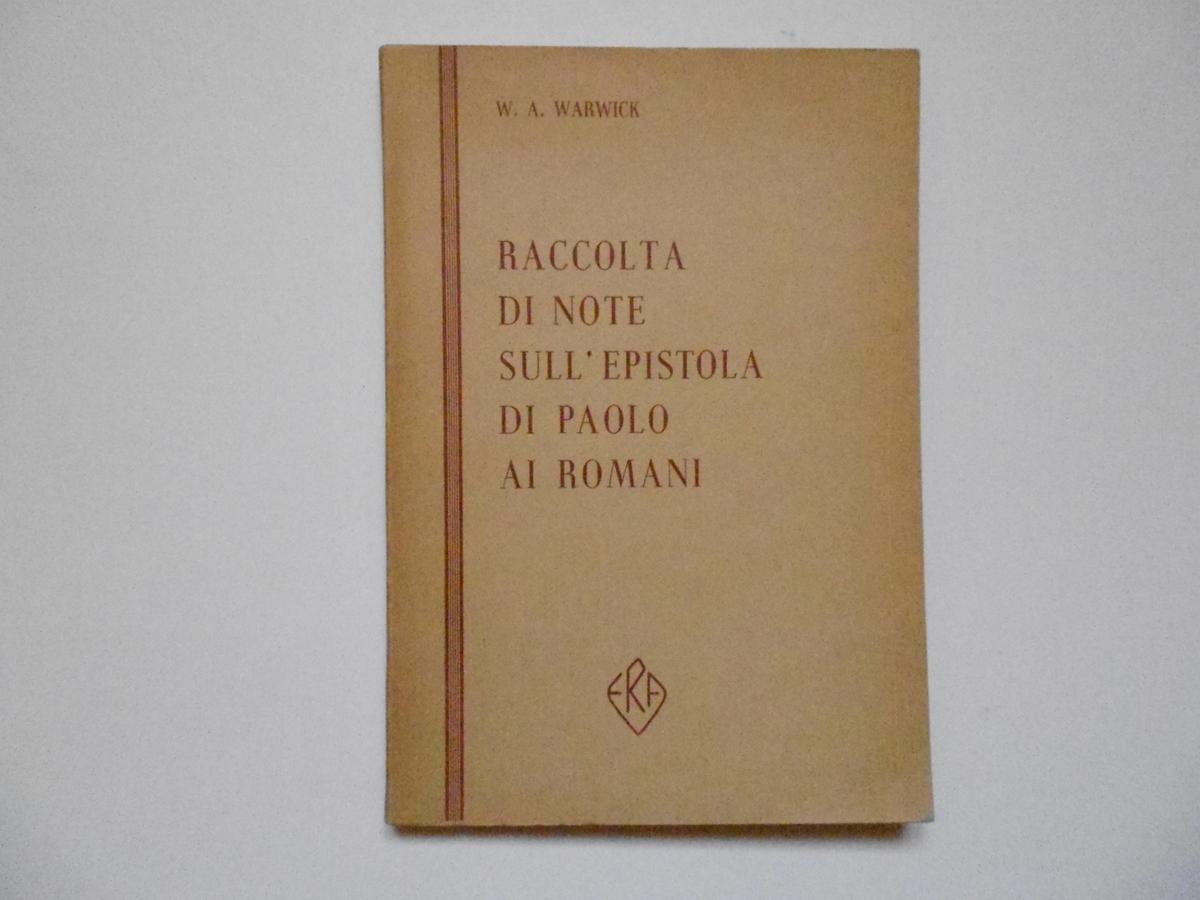 W. A. WARWICK
RACCOLTA
DI NOTE
SULL'EPISTOLA
DI PAOLO
AI ROMANI
ERA